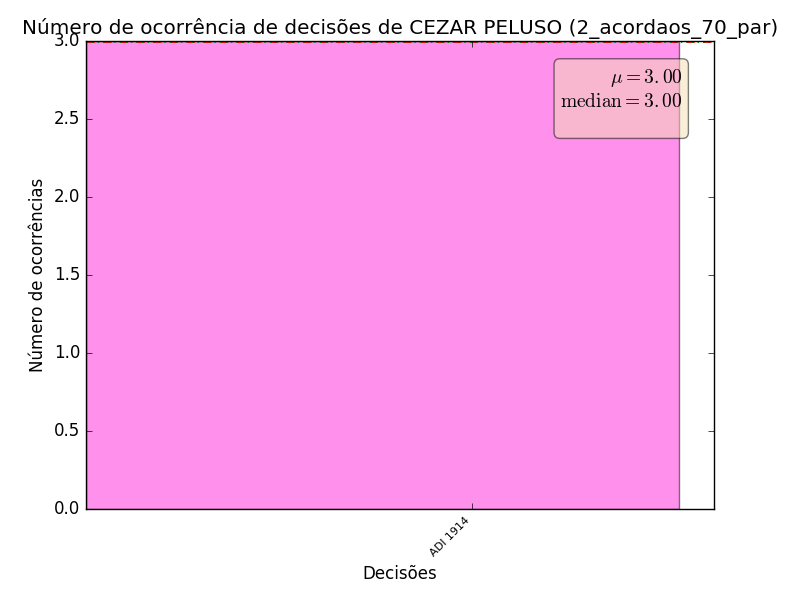 Número de ocorrência de decisões de CEZAR PELUSO (2_acordaos_70_par)
3.0
2.5
2.0
1.5
1.0
0.5
0.0
Número de ocorrências
μ = 3.00
median = 3.00
ADI 1914
Decisões